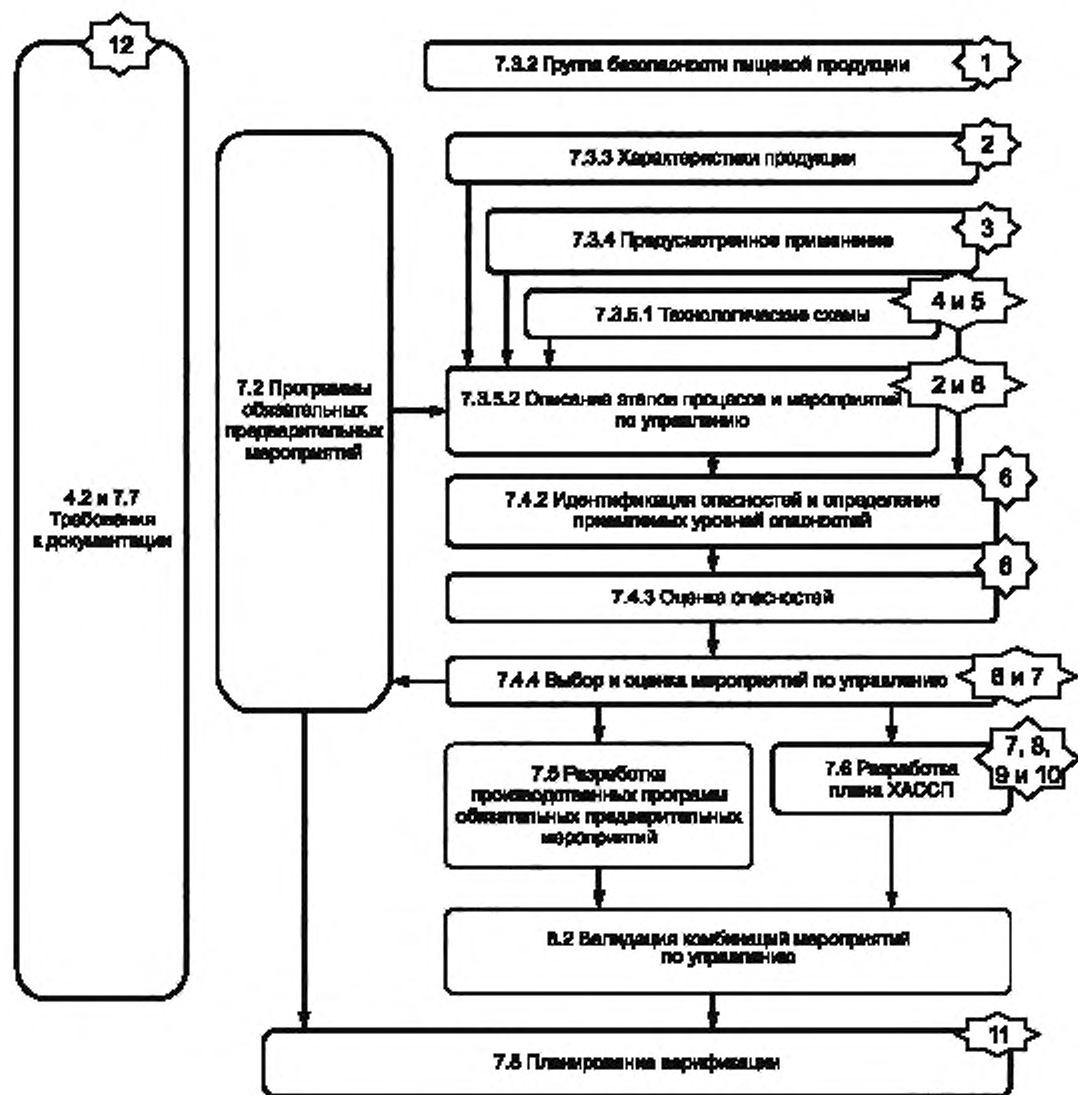 12
7.3.2 Группа безопасности пищевой продукции
1
7.3.3 Характеристики продукции
2
7.3.4 Предусмотренное применение
3
7.3.5.1 Технологические схемы
4 и 5
7.2 Программы
обязательных
предварительных
мероприятий
7.3.5.2 Описание этапов процесса и мероприятий
по управлению
2 и 6
4.2 и 7.7
Требования
к документации
7.4.2 Идентификация опасностей и определение
приемлемых уровней опасностей
6
7.4.3 Оценка опасностей
6
7.4.4 Выбор и оценка мероприятий по управлению
6 и 7
7.5 Разработка
производственных программ
обязательных предварительных
мероприятий
7.6 Разработка
плана ХАССП
7, 8,
9 и 10
8.2 Валидация комбинаций мероприятий
по управлению
7.8 Планирование верификации
11